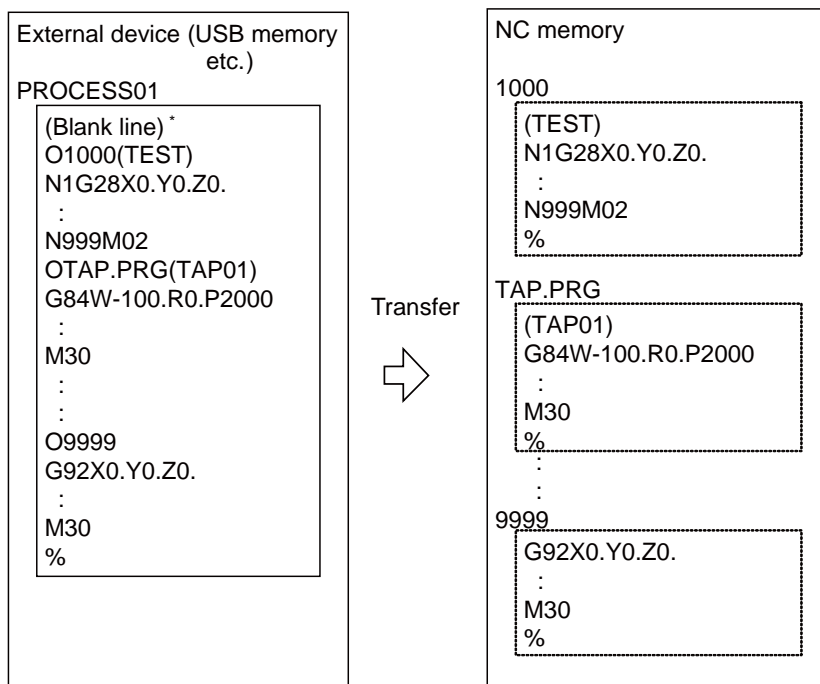 External device (USB memory
etc.)
PROCESS01
(Blank line) *
O1000(TEST)
N1G28X0.Y0.Z0.
:
N999M02
OTAP.PRG(TAP01)
G84W-100.R0.P2000
:
M30
:
:
O9999
G92X0.Y0.Z0.
:
M30
%
Transfer
NC memory
1000
(TEST)
N1G28X0.Y0.Z0.
:
N999M02
%
TAP.PRG
(TAP01)
G84W-100.R0.P2000
:
M30
%
:
:
9999
G92X0.Y0.Z0.
:
M30
%